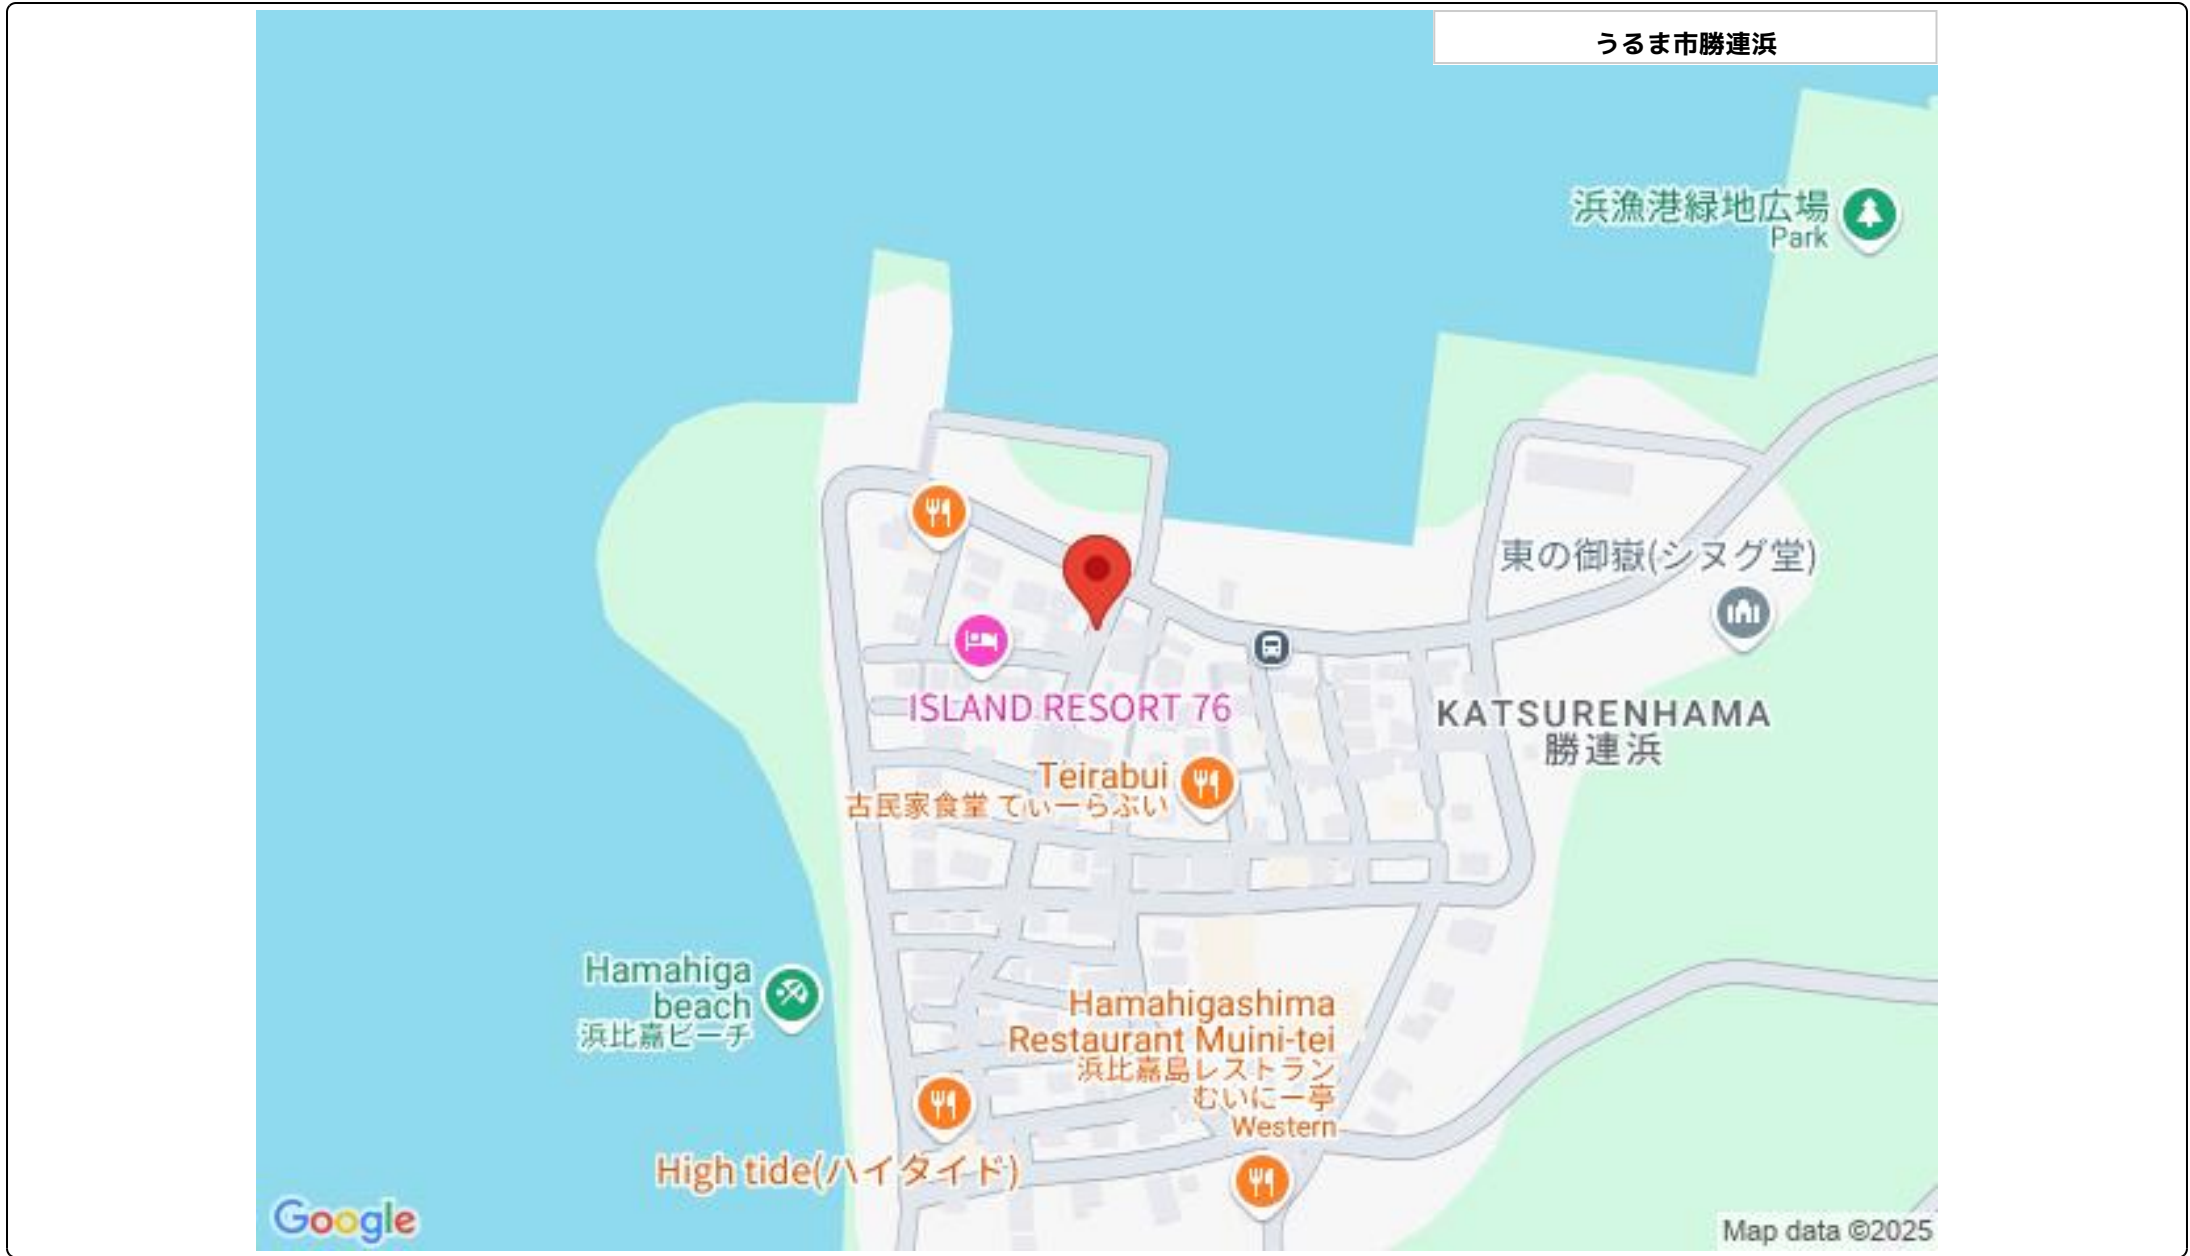 うるま市勝連浜
浜漁港緑地広場
Park
東の御嶽(シヌグ堂)
ISLAND RESORT 76
KATSURENHAMA
勝連浜
Teirabui
古民家食堂 てぃーらぶい
Hamahiga
beach
浜比嘉ビーチ
Hamahigashima
Restaurant Muini-tei
浜比嘉島レストラン
むいにー亭
Western
High tide(ハイタイド)
Google
Map data ©2025